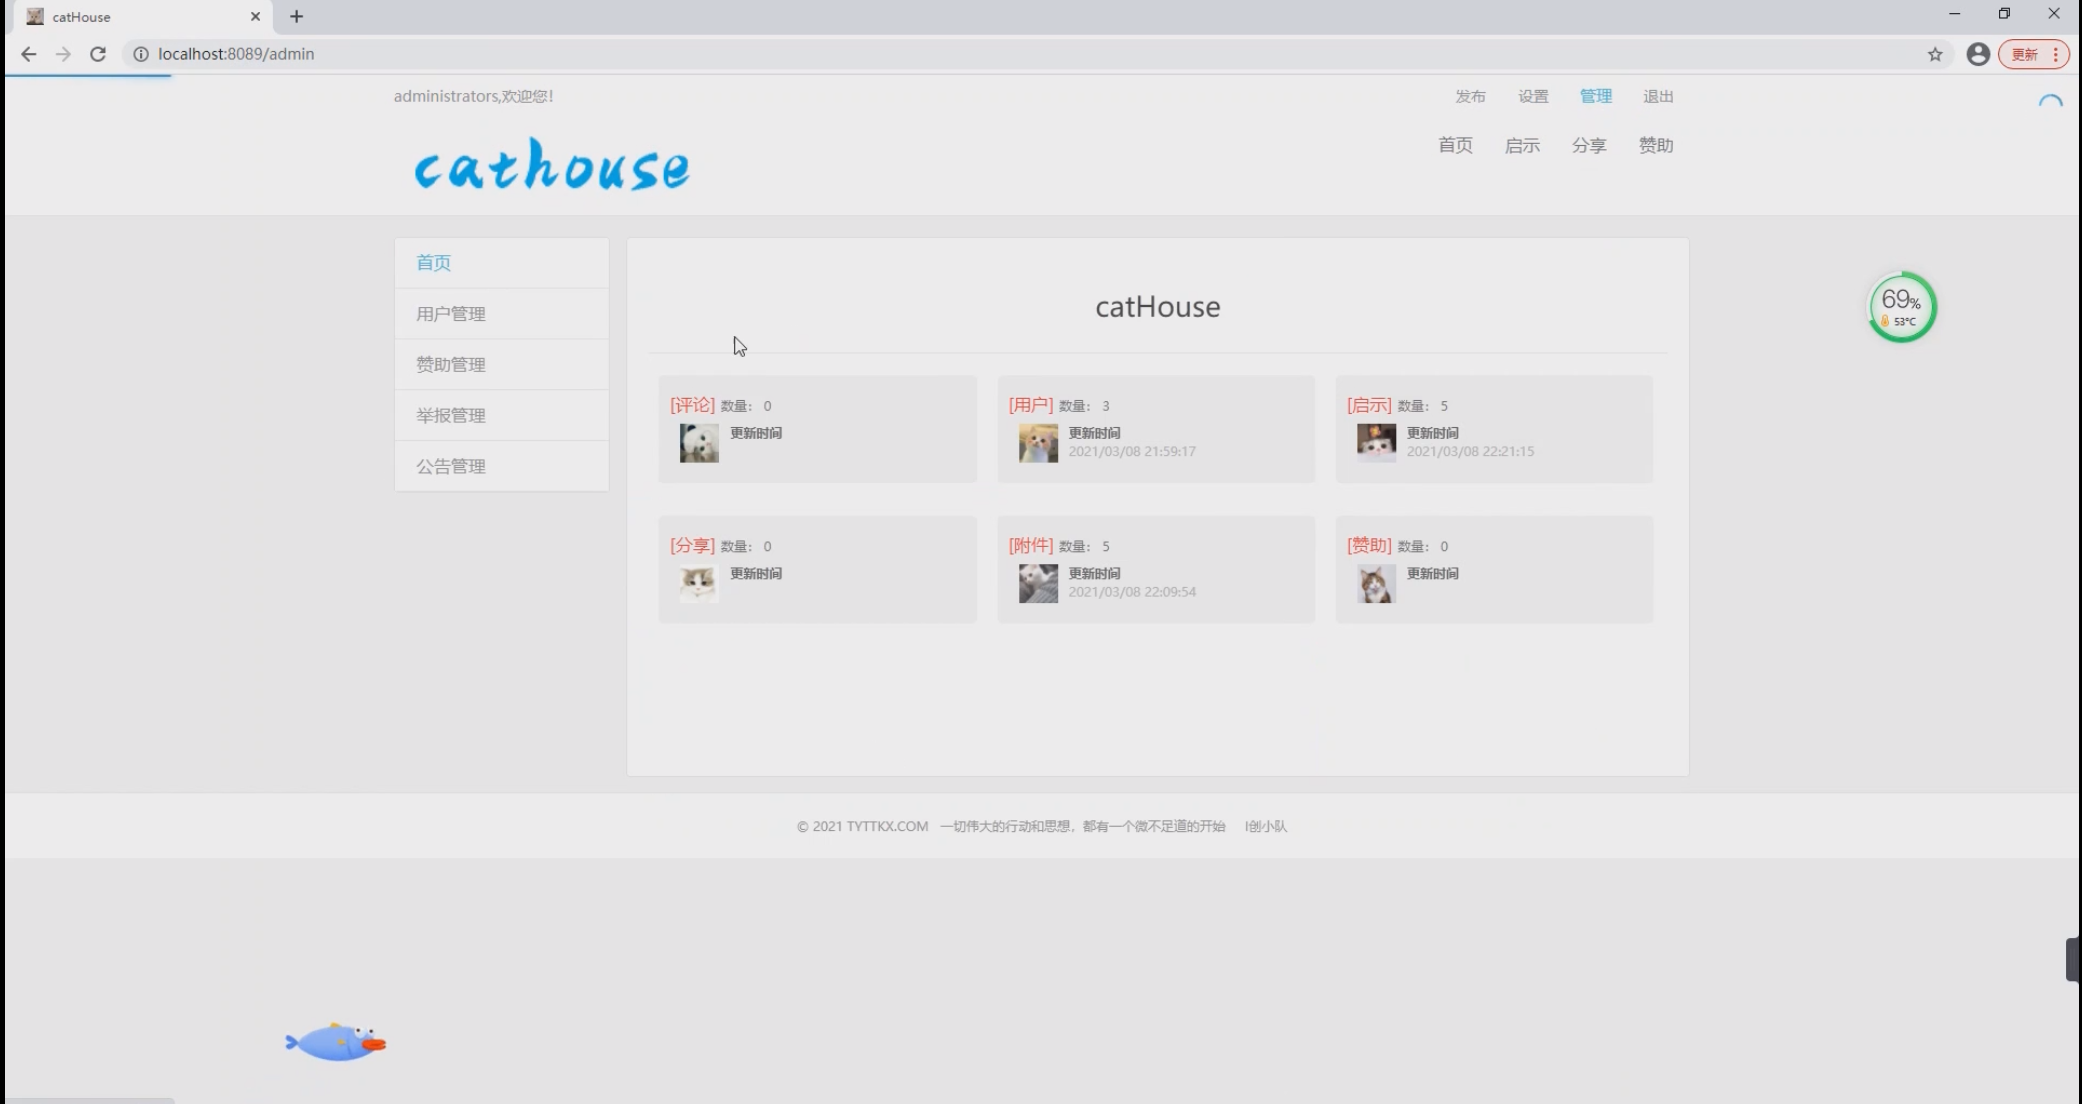 catHouse
localhost:8089/admin
更新
administrators,欢迎您!
发布 设置 管理 退出
cathouse
首页 启示 分享 赞助
首页
用户管理
赞助管理
举报管理
公告管理
catHouse
[评论] 数量: 0
更新时间
[用户] 数量: 3
更新时间
2021/03/08 21:59:17
[启示] 数量: 5
更新时间
2021/03/08 22:21:15
[分享] 数量: 0
更新时间
[附件] 数量: 5
更新时间
2021/03/08 22:09:54
[赞助] 数量: 0
更新时间
69%
53°C
© 2021 TYTTKX.COM 一切伟大的行动和思想，都有一个微不足道的开始 I创小队